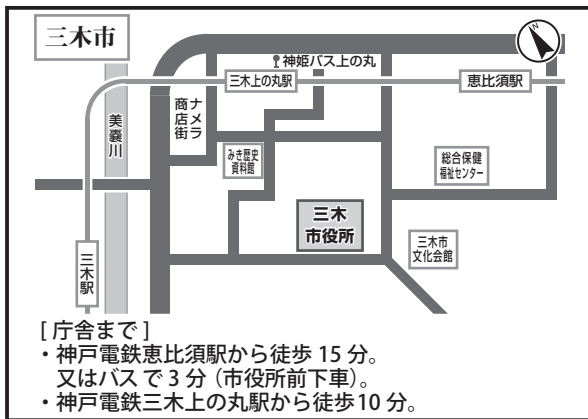 三木市
神姫バス上の丸
三木上の丸駅
恵比須駅
ナメラ
商店街
美嚢川
みき歴史
資料館
総合保健
福祉センター
三木
市役所
三木市
文化会館
三木駅
[ 庁舎まで ]
・神戸電鉄恵比須駅から徒歩 15 分。
又はバスで 3 分（市役所前下車）。
・神戸電鉄三木上の丸駅から徒歩10 分。